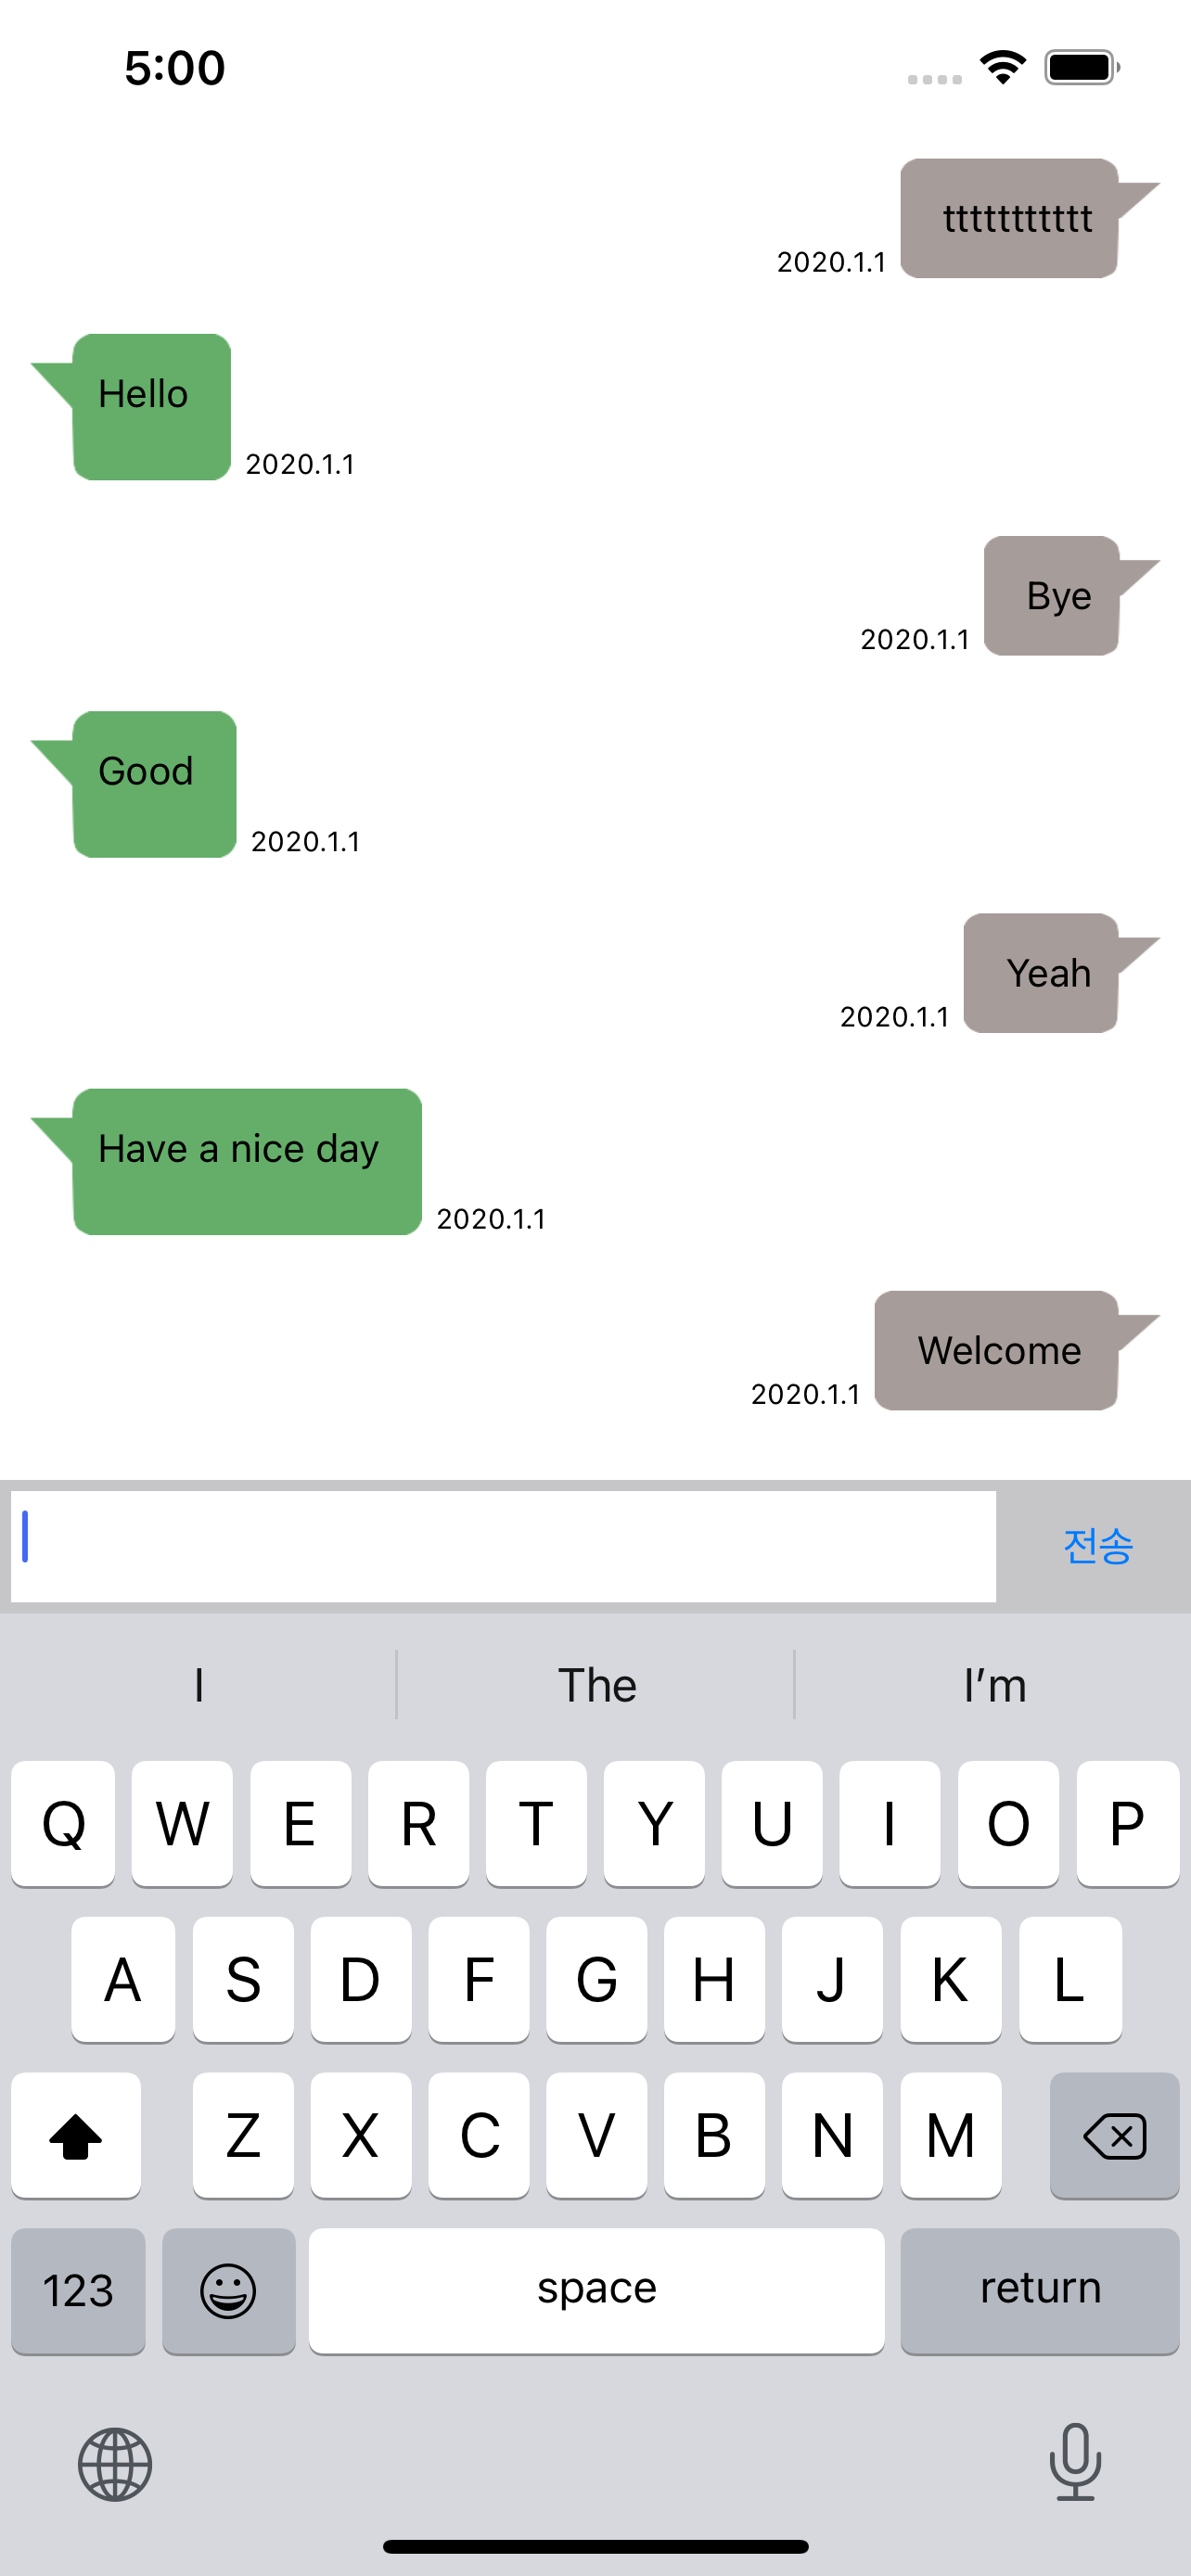 5:00
ttttttttttt
2020.1.1
Hello
2020.1.1
Bye
2020.1.1
Good
2020.1.1
Yeah
2020.1.1
Have a nice day
2020.1.1
Welcome
2020.1.1
전송
I The I’m
Q W E R T Y U I O P
A S D F G H J K L
Z X C V B N M
123 space return